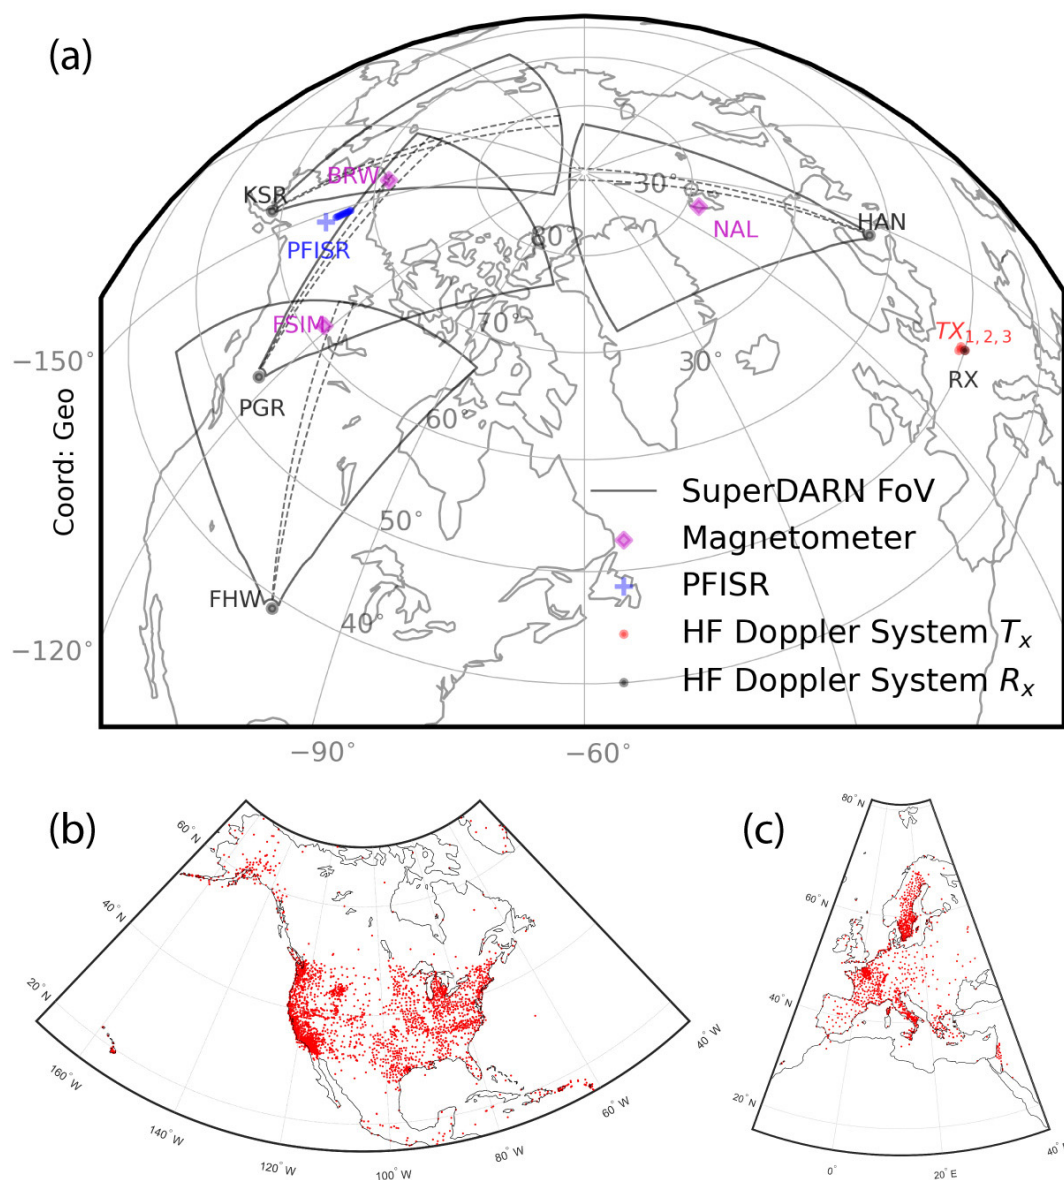 (a)
KSR
BRW
PFISR
FSIM
PGR
FHW
NAL
HAN
TX1, 2, 3
RX
−30°
80°
70°
30°
60°
50°
40°
−150°
−120°
−90°
−60°
Coord: Geo
SuperDARN FoV
Magnetometer
PFISR
HF Doppler System Tx
HF Doppler System Rx
(b)
60° N
40° N
20° N
160° W
140° W
120° W
100° W
80° W
60° W
40° W
(c)
80° N
60° N
40° N
20° N
0°
20° E
40° E